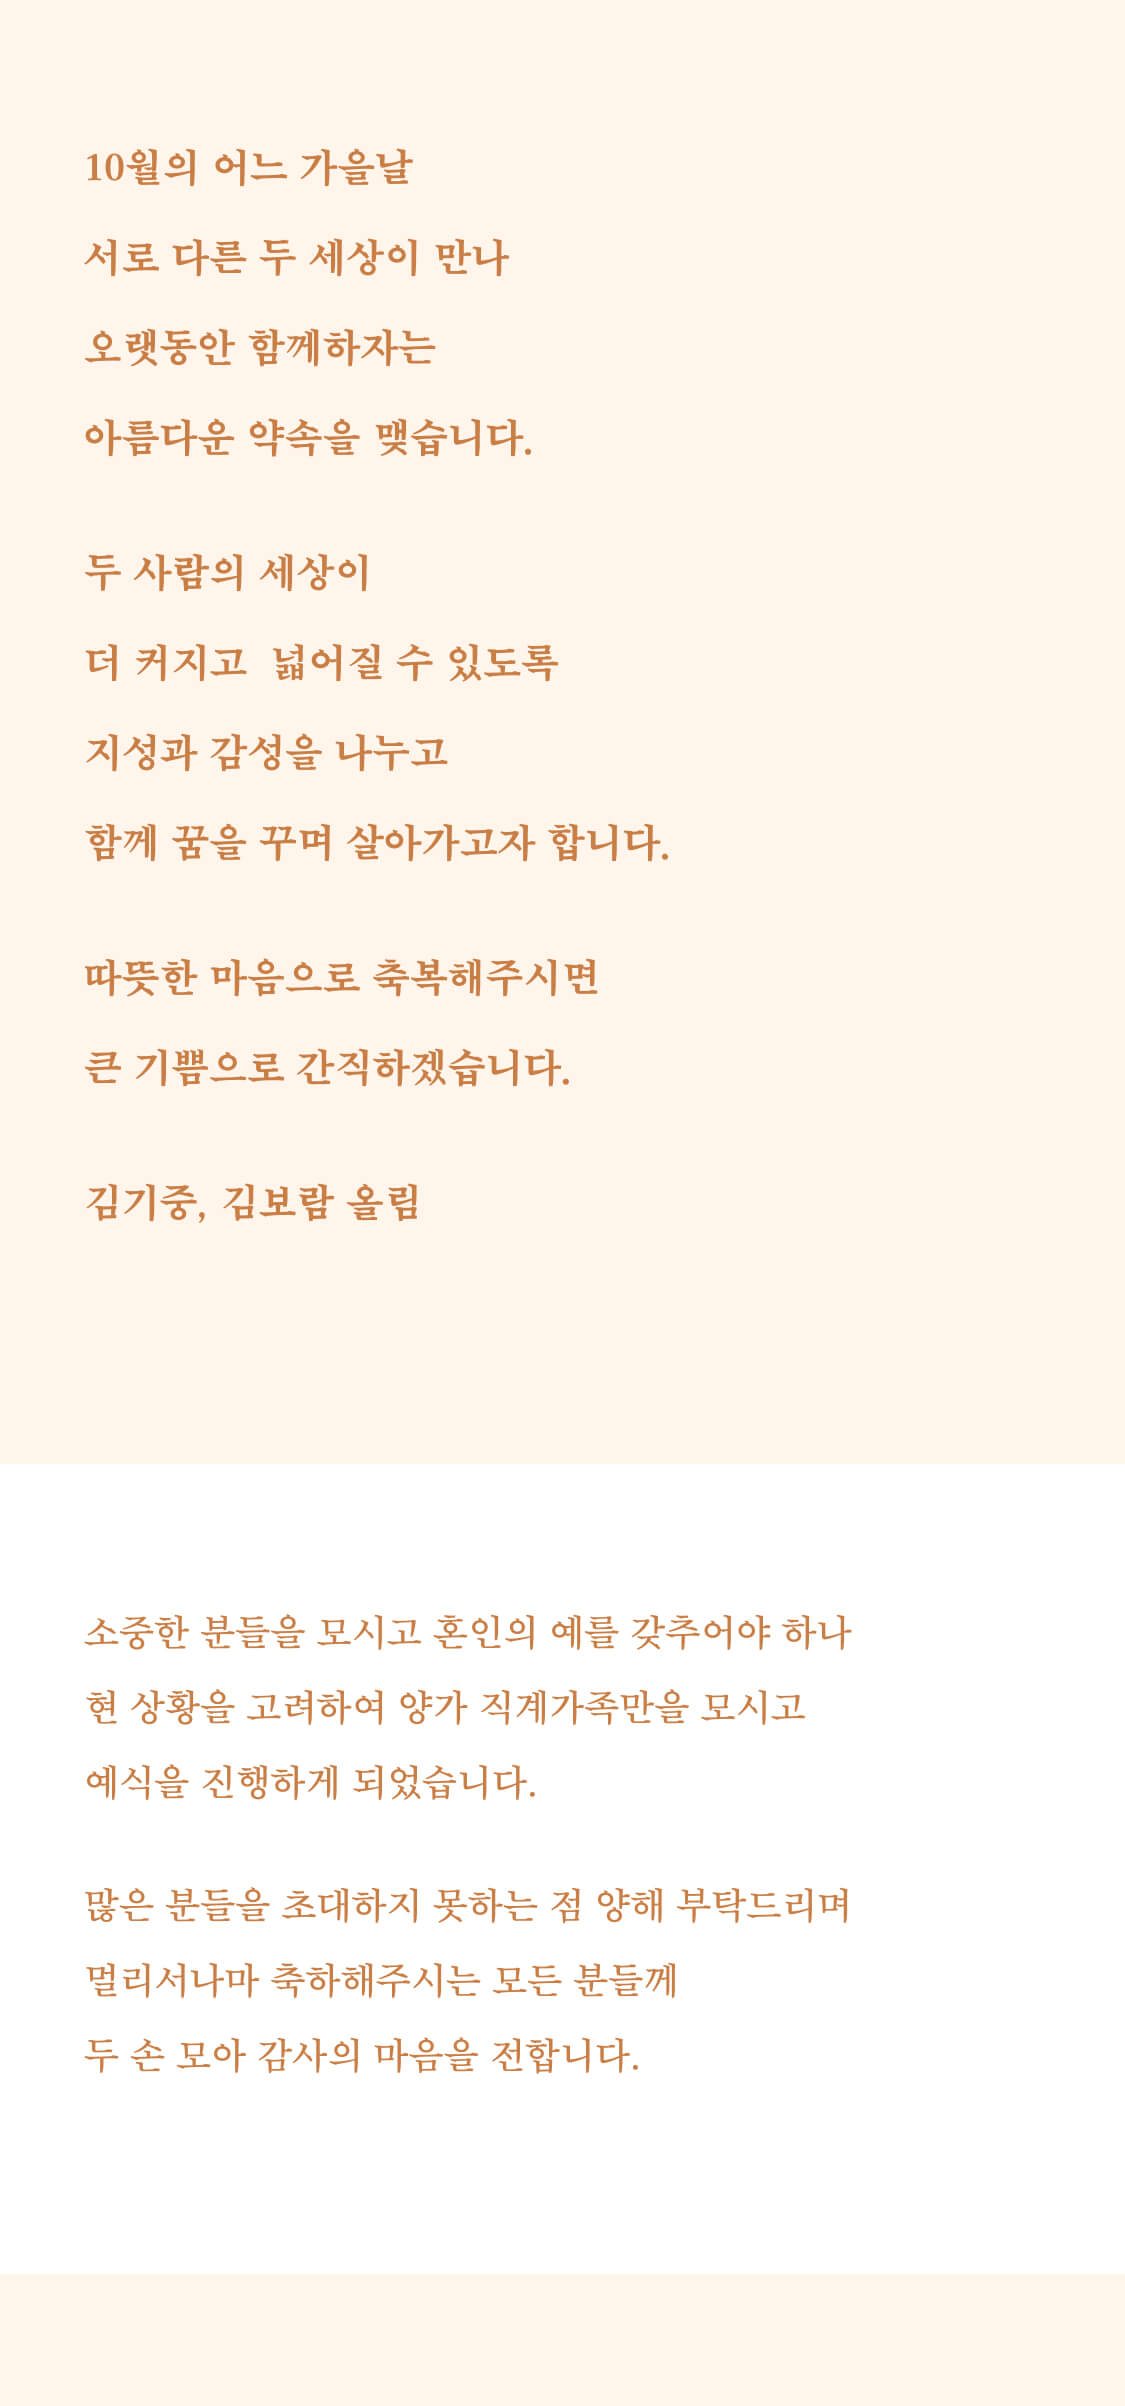 10월의 어느 가을날
서로 다른 두 세상이 만나
오랫동안 함께하자는
아름다운 약속을 맺습니다.
두 사람의 세상이
더 커지고  넓어질 수 있도록
지성과 감성을 나누고
함께 꿈을 꾸며 살아가고자 합니다.
따뜻한 마음으로 축복해주시면
큰 기쁨으로 간직하겠습니다.
김기중, 김보람 올림
소중한 분들을 모시고 혼인의 예를 갖추어야 하나
현 상황을 고려하여 양가 직계가족만을 모시고
예식을 진행하게 되었습니다.
많은 분들을 초대하지 못하는 점 양해 부탁드리며
멀리서나마 축하해주시는 모든 분들께
두 손 모아 감사의 마음을 전합니다.